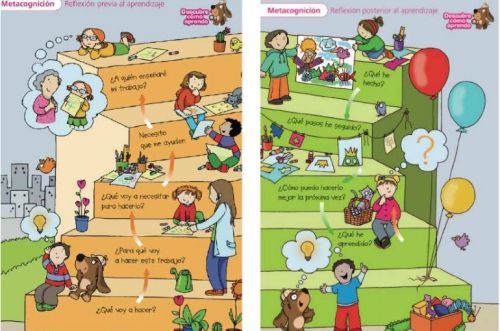 Metacognición Reflexión previa al aprendizaje
Descubre
cómo
aprendo
¿A quién enseñaré
mi trabajo?
Necesito
que me ayuden
¿Qué voy a necesitar
para hacerlo?
¿Para qué voy
a hacer este trabajo?
¿Qué voy a hacer?
Metacognición Reflexión posterior al aprendizaje
Descubre
cómo
aprendo
¿Qué he
hecho?
¿Qué pasos he seguido?
?
¿Cómo puedo hacerlo
mejor la próxima vez?
¿Qué he
aprendido?